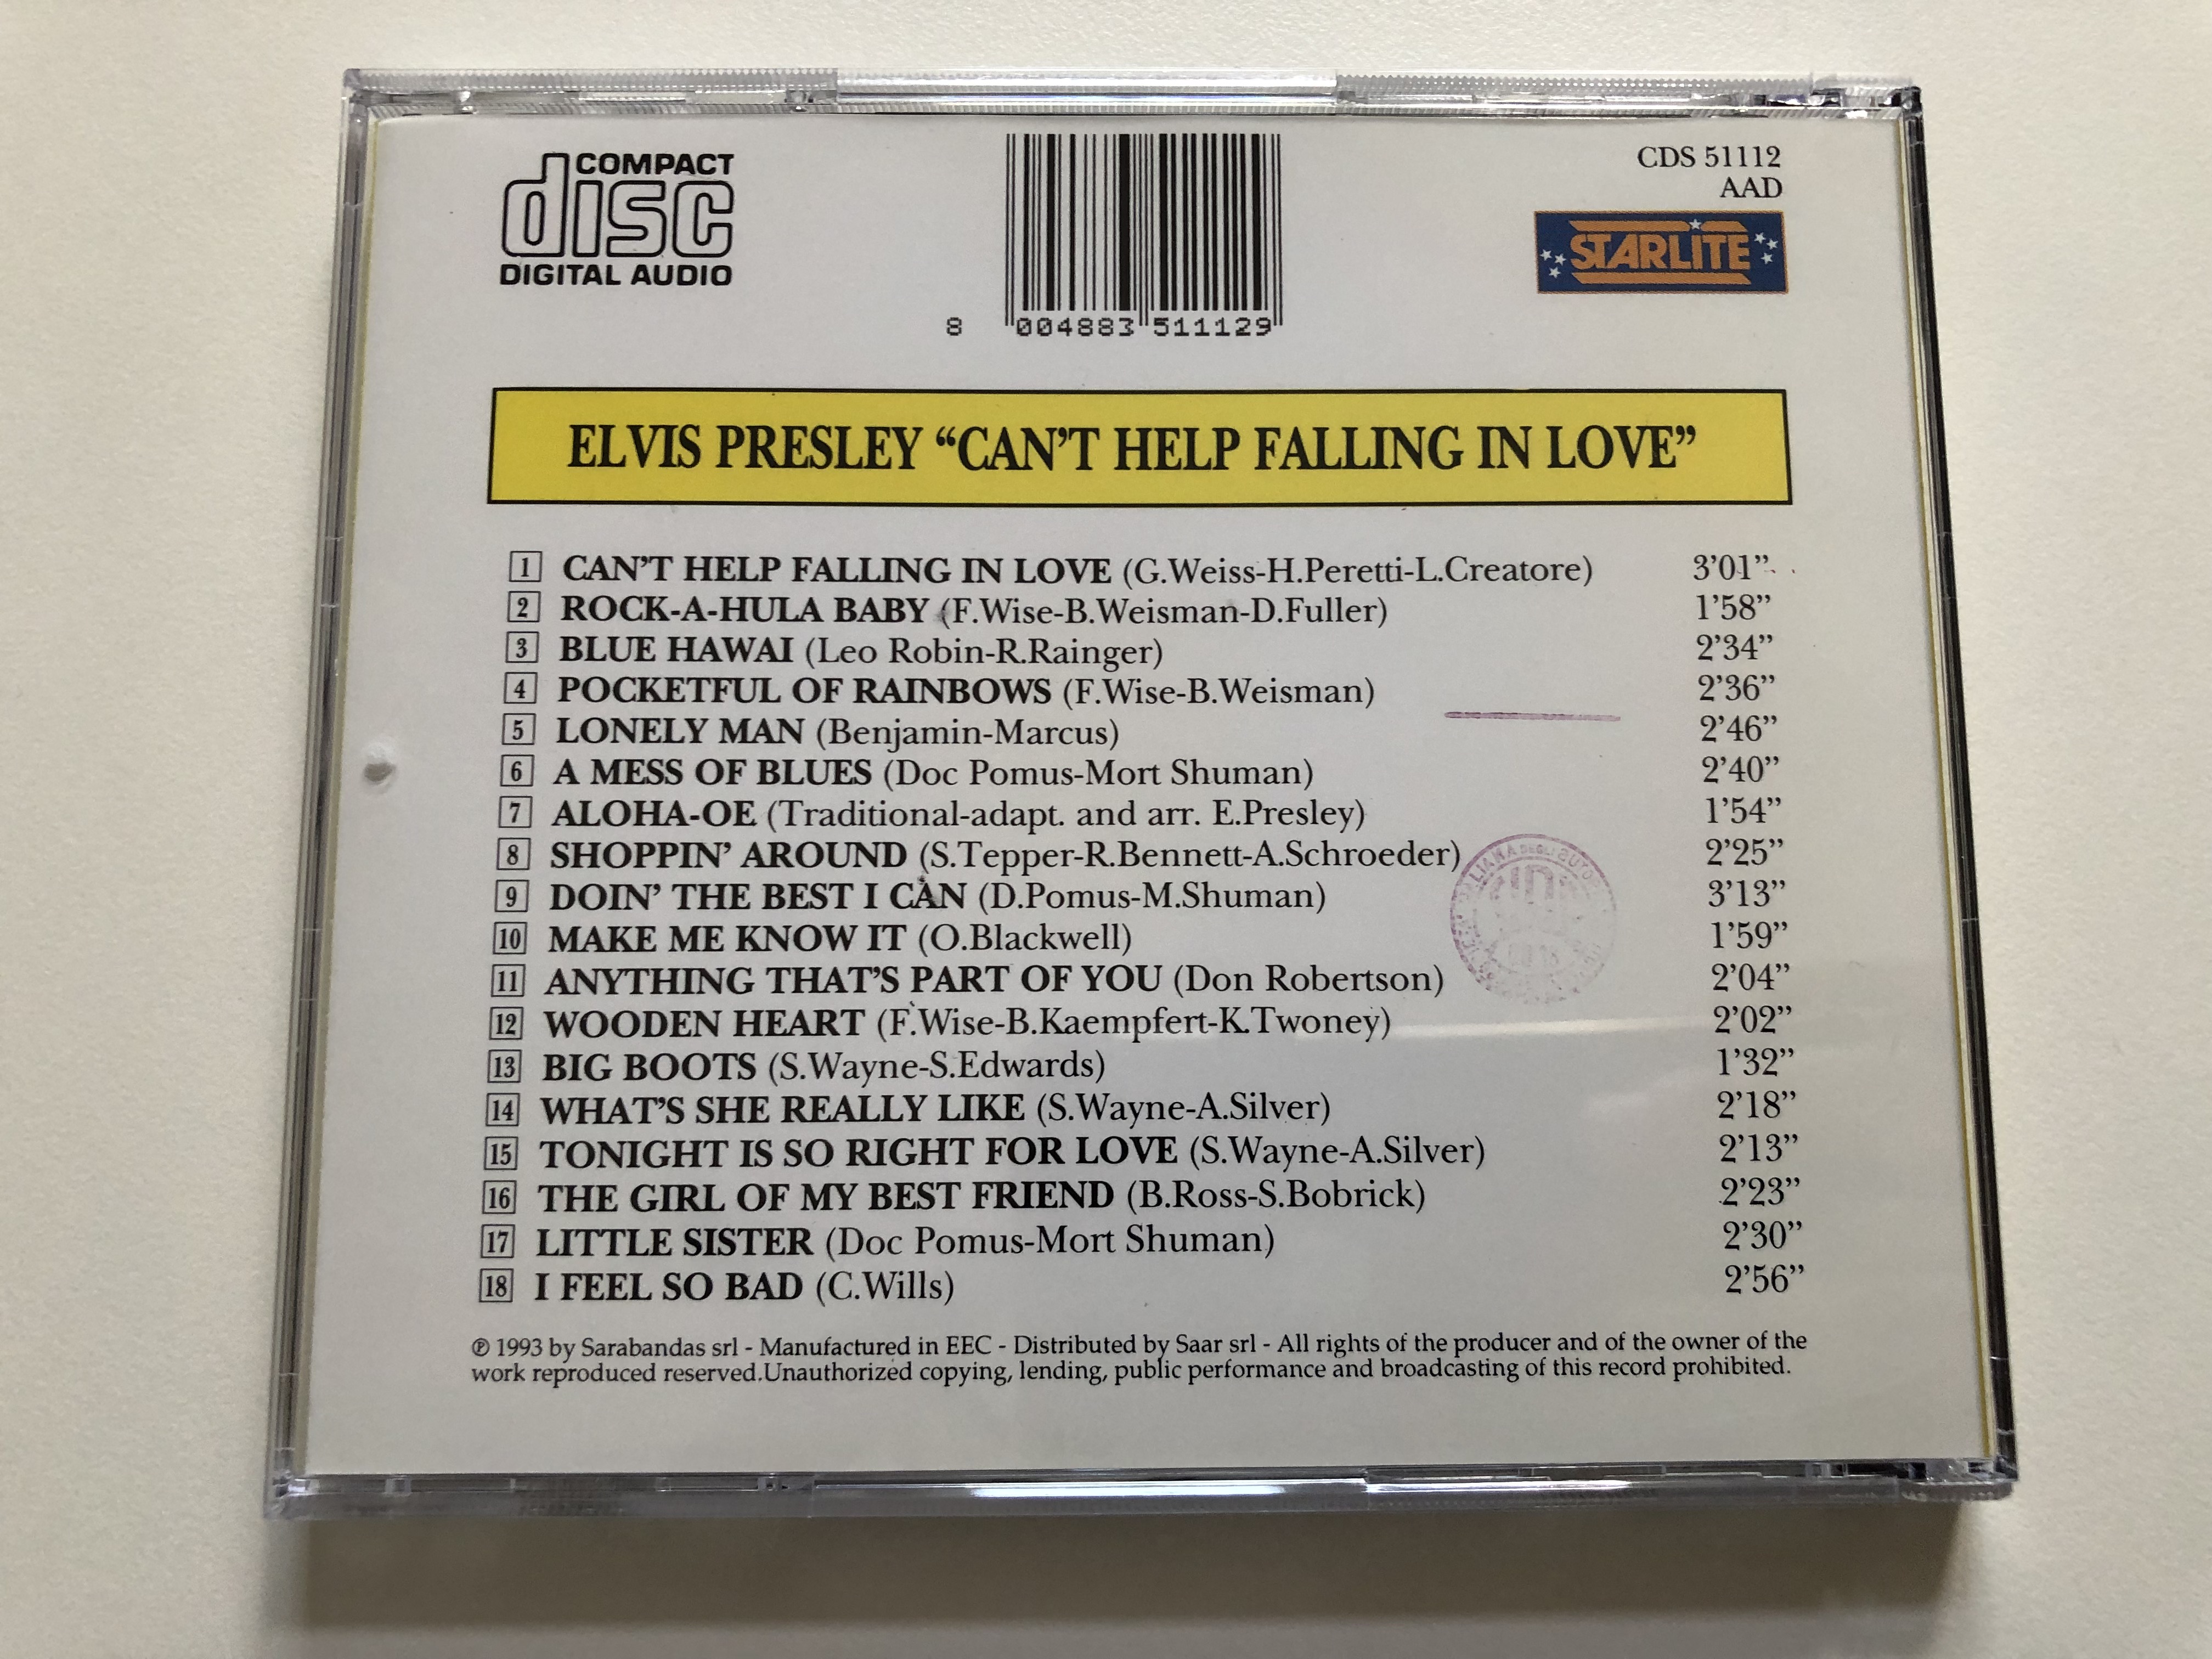 COMPACT
disc
DIGITAL AUDIO
8 004883 511129
CDS 51112
AAD
STARLITE
ELVIS PRESLEY “CAN’T HELP FALLING IN LOVE”
1 CAN’T HELP FALLING IN LOVE (G.Weiss-H.Peretti-L.Creatore) 3’01”
2 ROCK-A-HULA BABY (F.Wise-B.Weisman-D.Fuller) 1’58”
3 BLUE HAWAI (Leo Robin-R.Rainger) 2’34”
4 POCKETFUL OF RAINBOWS (F.Wise-B.Weisman) 2’36”
5 LONELY MAN (Benjamin-Marcus) 2’46”
6 A MESS OF BLUES (Doc Pomus-Mort Shuman) 2’40”
7 ALOHA-OE (Traditional-adapt. and arr. E.Presley) 1’54”
8 SHOPPIN’ AROUND (S.Tepper-R.Bennett-A.Schroeder) 2’25”
9 DOIN’ THE BEST I CAN (D.Pomus-M.Shuman) 3’13”
10 MAKE ME KNOW IT (O.Blackwell) 1’59”
11 ANYTHING THAT’S PART OF YOU (Don Robertson) 2’04”
12 WOODEN HEART (F.Wise-B.Kaempfert-K.Twoney) 2’02”
13 BIG BOOTS (S.Wayne-S.Edwards) 1’32”
14 WHAT’S SHE REALLY LIKE (S.Wayne-A.Silver) 2’18”
15 TONIGHT IS SO RIGHT FOR LOVE (S.Wayne-A.Silver) 2’13”
16 THE GIRL OF MY BEST FRIEND (B.Ross-S.Bobrick) 2’23”
17 LITTLE SISTER (Doc Pomus-Mort Shuman) 2’30”
18 I FEEL SO BAD (C.Wills) 2’56”
℗ 1993 by Sarabandas srl - Manufactured in EEC - Distributed by Saar srl - All rights of the producer and of the owner of the
work reproduced reserved.Unauthorized copying, lending, public performance and broadcasting of this record prohibited.